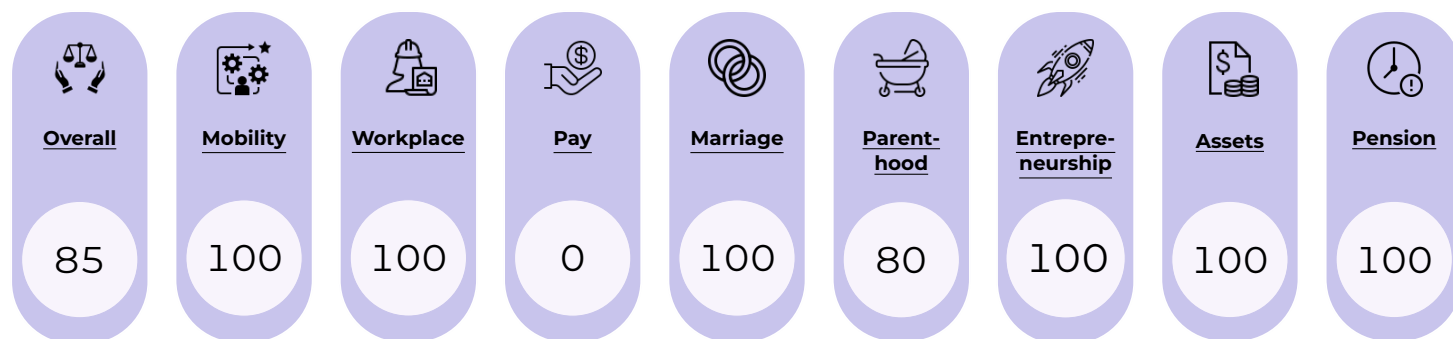 Overall
Mobility
Workplace
Pay
Marriage
Parent-
hood
Entrepre-
neurship
Assets
Pension
85
100
100
0
100
80
100
100
100